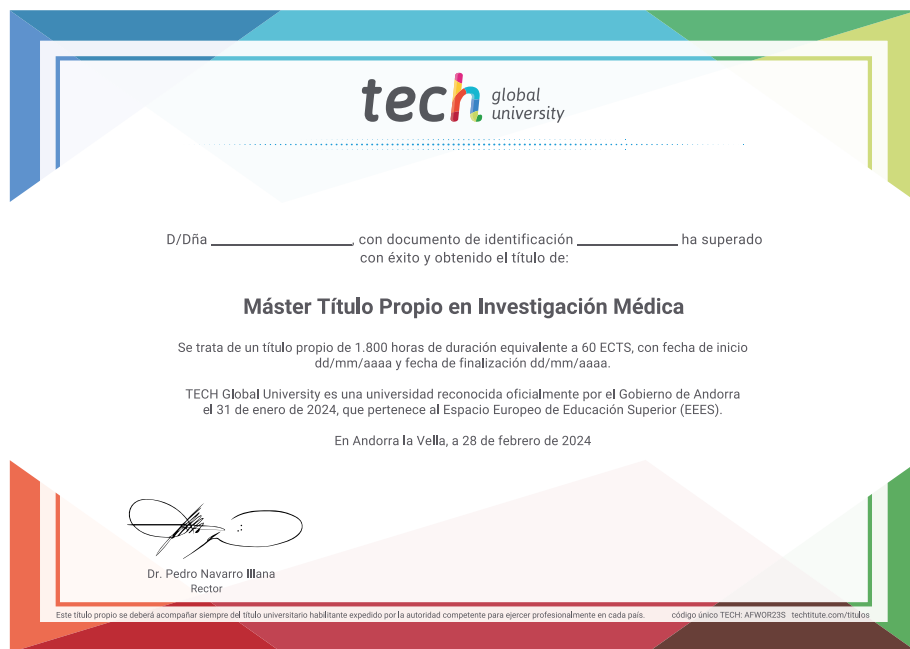 tech global
university
D/Dña ____________________, con documento de identificación ______________ ha superado
con éxito y obtenido el título de:
Máster Título Propio en Investigación Médica
Se trata de un título propio de 1.800 horas de duración equivalente a 60 ECTS, con fecha de inicio
dd/mm/aaaa y fecha de finalización dd/mm/aaaa.
TECH Global University es una universidad reconocida oficialmente por el Gobierno de Andorra
el 31 de enero de 2024, que pertenece al Espacio Europeo de Educación Superior (EEES).
En Andorra la Vella, a 28 de febrero de 2024
Dr. Pedro Navarro Illana
Rector
Este título propio se deberá acompañar siempre del título universitario habilitante expedido por la autoridad competente para ejercer profesionalmente en cada país. código único TECH: AFWOR23S techtitute.com/titulos